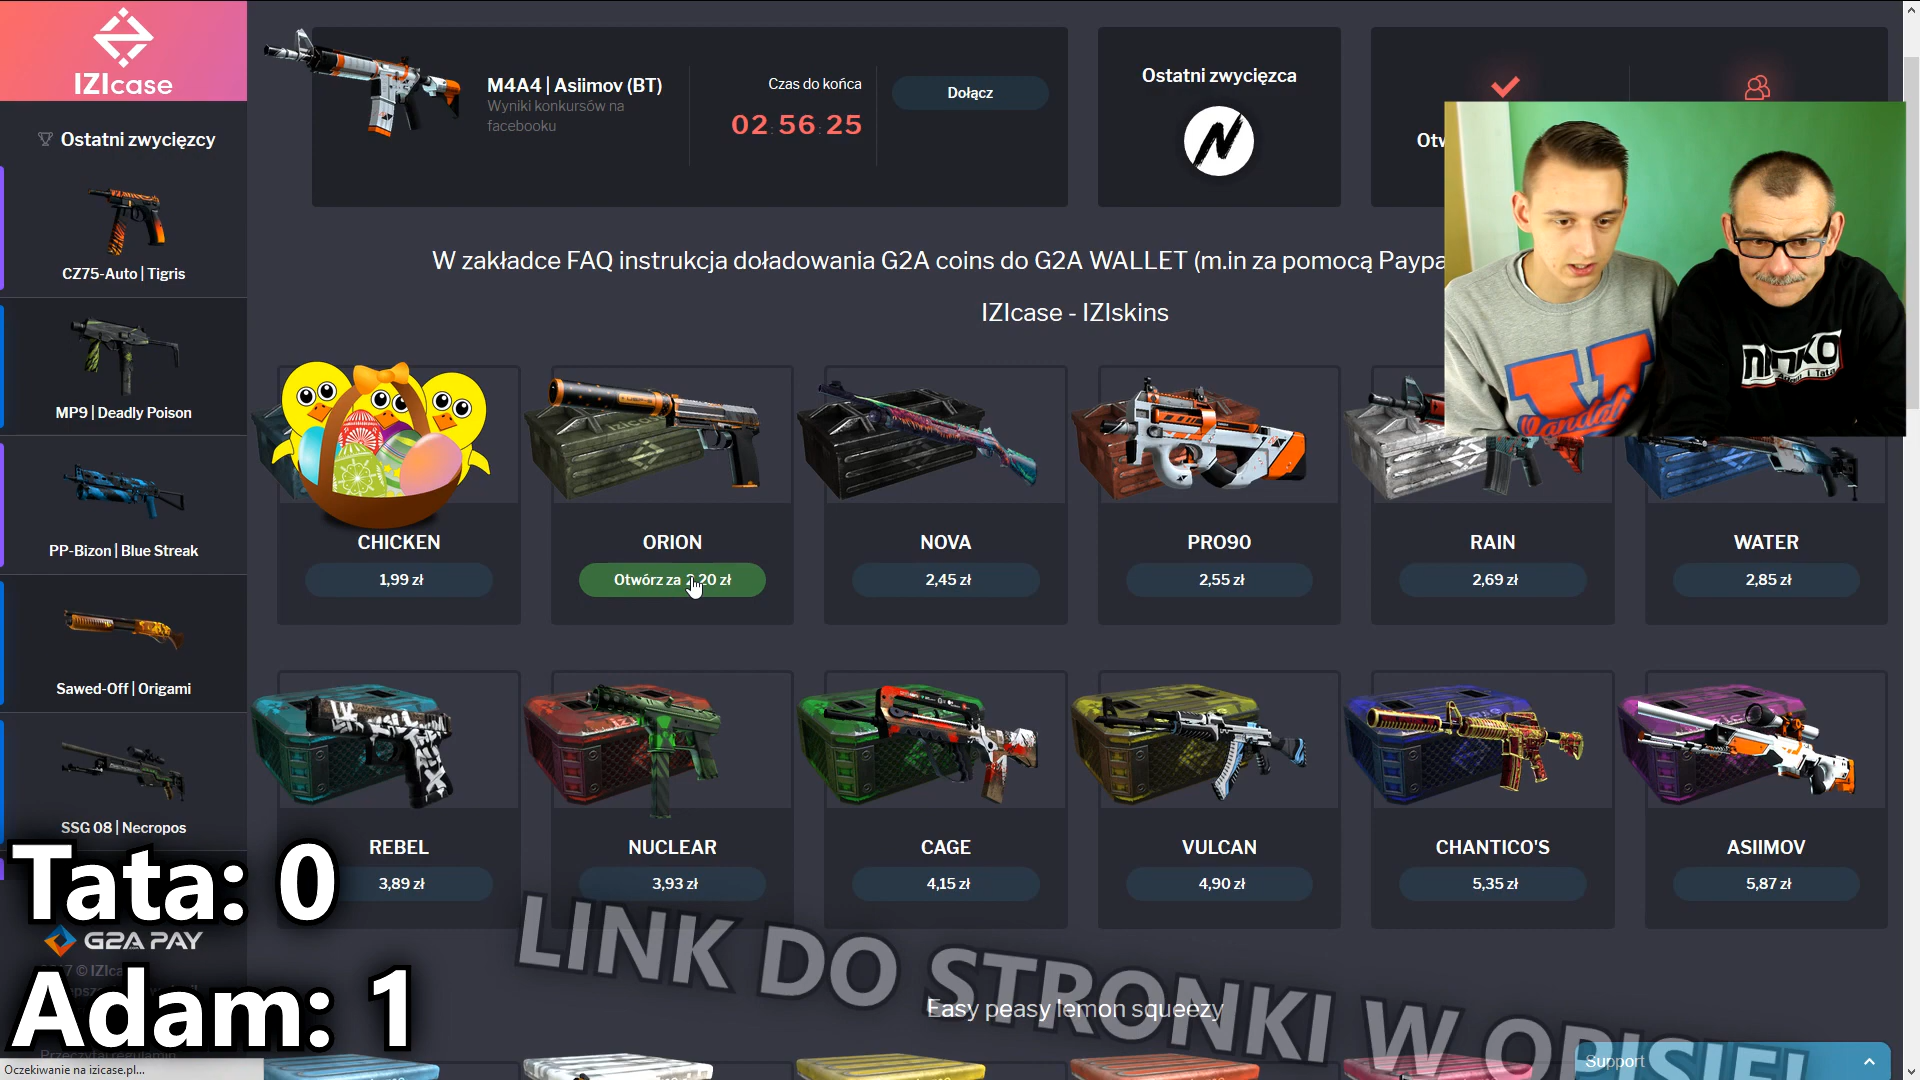 IZIcase
Ostatni zwycięzcy
CZ75-Auto | Tigris
MP9 | Deadly Poison
PP-Bizon | Blue Streak
Sawed-Off | Origami
SSG 08 | Necropos
M4A4 | Asiimov (BT)
Wyniki konkursów na
facebooku
Czas do końca
02:56:25
Dołącz
Ostatni zwycięzca
N
W zakładce FAQ instrukcja doładowania G2A coins do G2A WALLET (m.in za pomocą
IZIcase - IZIskins
CHICKEN
1,99 zł
ORION
Otwórz za 2,20 zł
NOVA
2,45 zł
PRO90
2,55 zł
RAIN
2,69 zł
WATER
2,85 zł
REBEL
3,89 zł
NUCLEAR
3,93 zł
CAGE
4,15 zł
VULCAN
4,90 zł
CHANTICO'S
5,35 zł
ASIIMOV
5,87 zł
Tata: 0
G2A PAY
Adam: 1
Przeczytaj regulamin
LINK DO STRONKI W OPISIE!
Easy peasy lemon squeezy
Support
Oczekiwanie na izicase.pl...